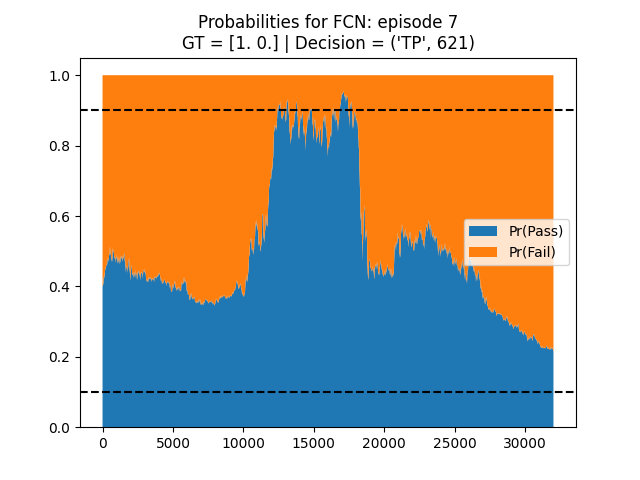 Probabilities for FCN: episode 7
GT = [1. 0.] | Decision = ('TP', 621)
1.0
0.8
0.6
0.4
0.2
0.0
Pr(Pass)
Pr(Fail)
0 5000 10000 15000 20000 25000 30000